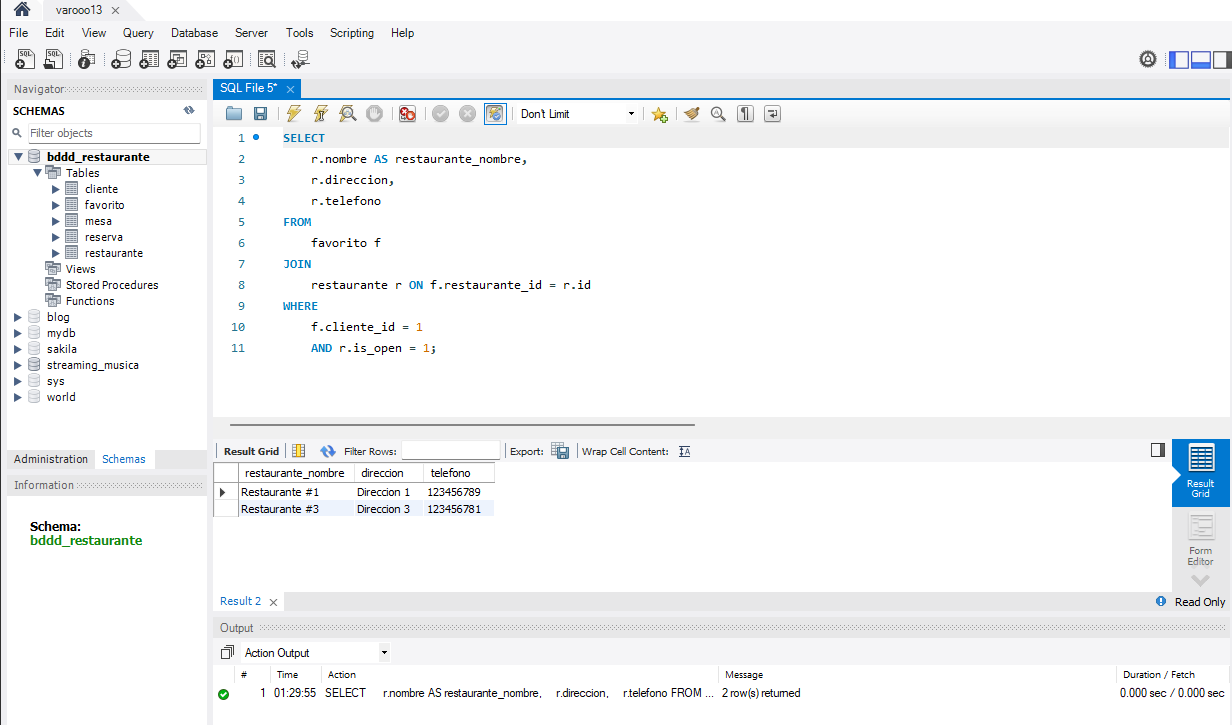 varooo13
File Edit View Query Database Server Tools Scripting Help
Navigator
SCHEMAS
Filter objects
bddd_restaurante
Tables
cliente
favorito
mesa
reserva
restaurante
Views
Stored Procedures
Functions
blog
mydb
sakila
streaming_musica
sys
world
Administration Schemas
Information
Schema:
bddd_restaurante
SQL File 5*
Don't Limit
1 SELECT
2 r.nombre AS restaurante_nombre,
3 r.direccion,
4 r.telefono
5 FROM
6 favorito f
7 JOIN
8 restaurante r ON f.restaurante_id = r.id
9 WHERE
10 f.cliente_id = 1
11 AND r.is_open = 1;
Result Grid Filter Rows: Export: Wrap Cell Content:
restaurante_nombre direccion telefono
Restaurante #1 Direccion 1 123456789
Restaurante #3 Direccion 3 123456781
Result
Grid
Form
Editor
Result 2
Read Only
Output
Action Output
# Time Action Message Duration / Fetch
1 01:29:55 SELECT r.nombre AS restaurante_nombre, r.direccion, r.telefono FROM ... 2 row(s) returned 0.000 sec / 0.000 sec